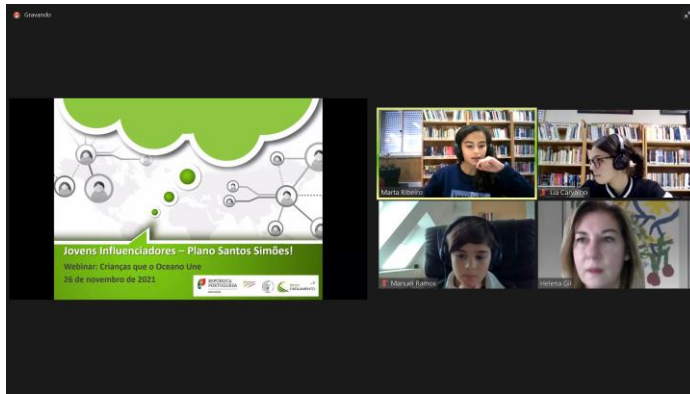 Gravando
Jovens Influenciadores – Plano Santos Simões!
Webinar: Crianças que o Oceano Une
26 de novembro de 2021
REPÚBLICA
PORTUGUESA
PARLAMENTO
Marta Ribeiro
Lia Carvalho
Manuel Ramos
Helena Gil